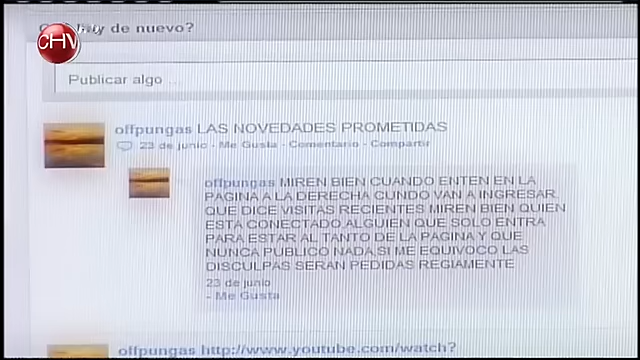 CHV
hay de nuevo?
Publicar algo ...
offpungas LAS NOVEDADES PROMETIDAS
23 de junio - Me Gusta - Comentario - Compartir
offpungas MIREN BIEN CUANDO ENTEN EN LA
PAGINA A LA DERECHA CUNDO VAN A INGRESAR.
QUE DICE VISITAS RECIENTES MIREN BIEN QUIEN
ESTA CONECTADO.ALGUIEN QUE SOLO ENTRA
PARA ESTAR AL TANTO DE LA PAGINA Y QUE
NUNCA PUBLICO NADA,SI ME EQUIVOCO LAS
DISCULPAS SERAN PEDIDAS REGIAMENTE
23 de junio
- Me Gusta
offpungas http://www.youtube.com/watch?